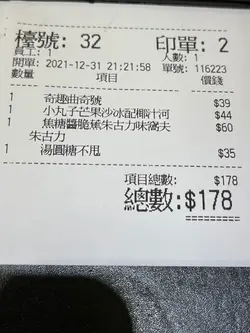 檯號: 32 印單: 2
員工: 1 人數: 1
開單: 2021-12-31 21:21:58 單號: 116223
數量 項目 價錢
1 奇趣曲奇號 $39
1 小丸子芒果沙冰配椰汁河 $44
1 焦糖醬脆蕉朱古力味窩夫 $60
朱古力
1 湯圓糖不甩 $35
項目總數: $178
總數:$178